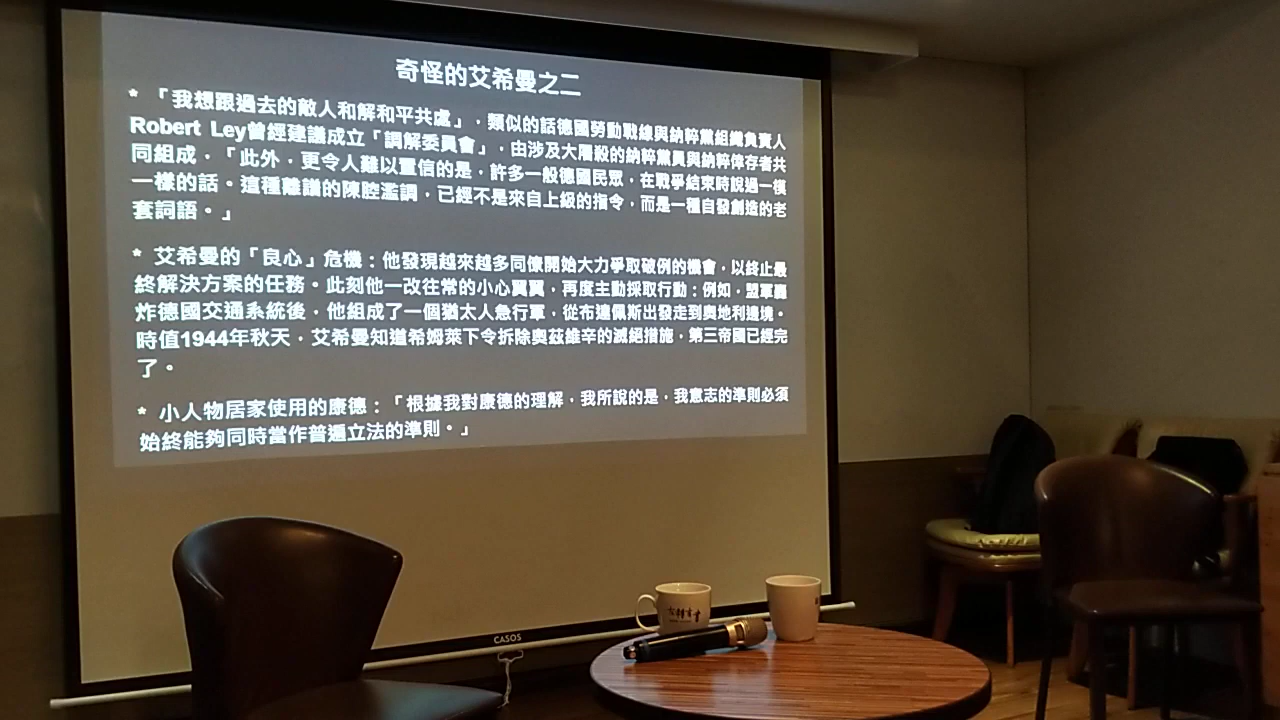 奇怪的艾希曼之二
* 「我想跟過去的敵人和解和平共處」，類似的話德國勞動戰線與納粹黨組織負責人
Robert Ley曾經建議成立「調解委員會」，由涉及大屠殺的納粹黨員與納粹倖存者共
同組成，「此外，更令人難以置信的是，許多一般德國民眾，在戰爭結束時說過一模
一樣的話。這種離譜的陳腔濫調，已經不是來自上級的指令，而是一種自發創造的老
套詞語。」
* 艾希曼的「良心」危機：他發現越來越多同僚開始大力爭取破例的機會，以終止最
終解決方案的任務。此刻他一改往常的小心翼翼，再度主動採取行動：例如，盟軍轟
炸德國交通系統後，他組成了一個猶太人急行軍，從布達佩斯出發走到奧地利邊境。
時值1944年秋天，艾希曼知道希姆萊下令拆除奧茲維辛的滅絕措施，第三帝國已經完
了。
* 小人物居家使用的康德：「根據我對康德的理解，我所說的是，我意志的準則必須
始終能夠同時當作普遍立法的準則。」
CASOS